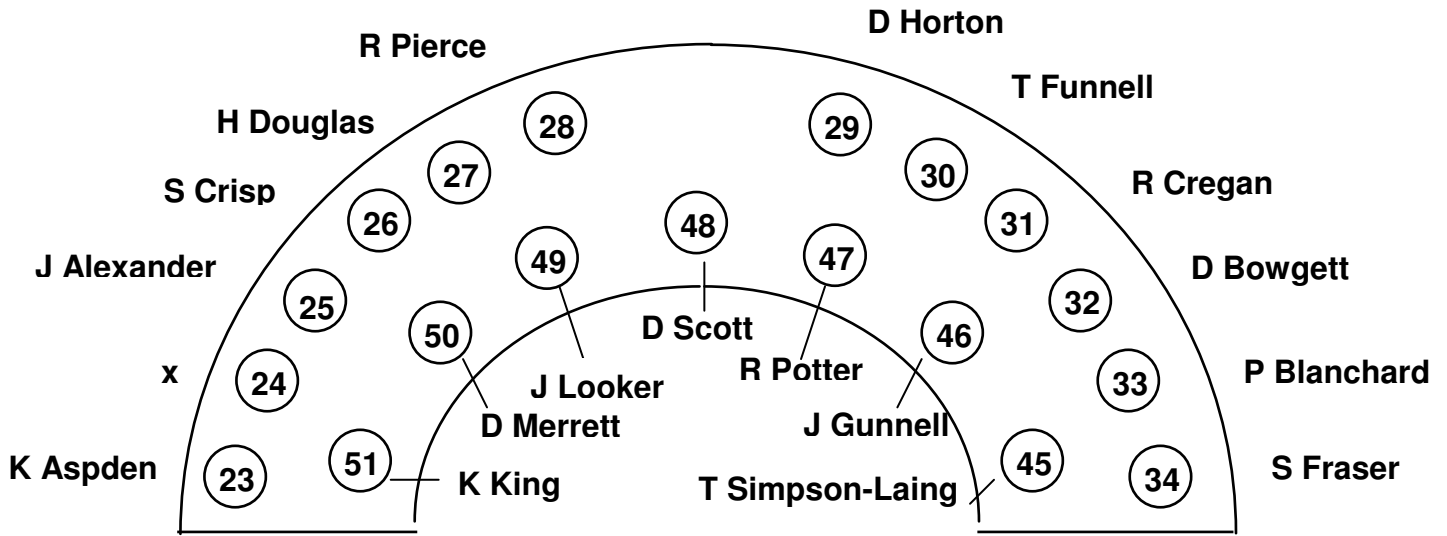 D Horton
R Pierce
T Funnell
H Douglas
28
29
27
30
S Crisp
R Cregan
26
31
48
49
47
J Alexander
D Bowgett
25
32
50
46
D Scott
x
24
R Potter
33
P Blanchard
J Looker
D Merrett
J Gunnell
K Aspden
23
51
K King
T Simpson-Laing
45
34
S Fraser